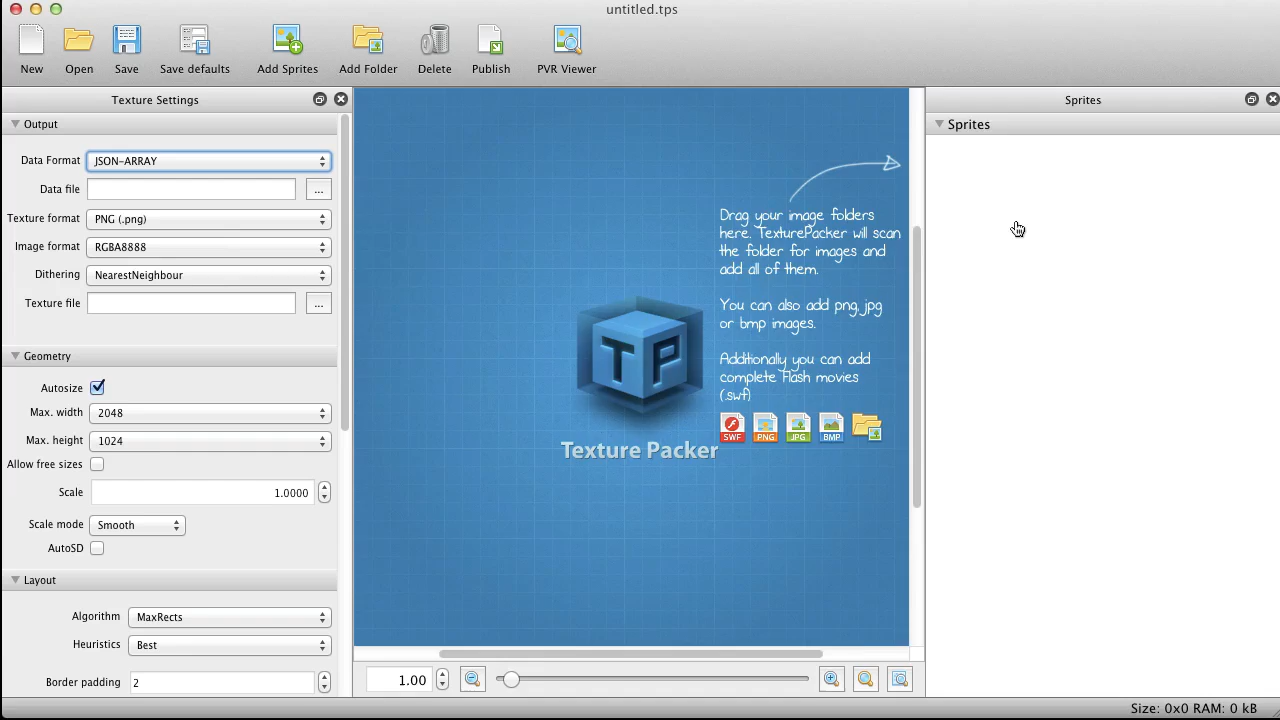 untitled.tps
New
Open
Save
Save defaults
Add Sprites
Add Folder
Delete
Publish
PVR Viewer
Texture Settings
Output
Data Format JSON-ARRAY
Data file ...
Texture format PNG (.png)
Image format RGBA8888
Dithering NearestNeighbour
Texture file ...
Geometry
Autosize
Max. width 2048
Max. height 1024
Allow free sizes
Scale 1.0000
Scale mode Smooth
AutoSD
Layout
Algorithm MaxRects
Heuristics Best
Border padding 2
Drag your image folders
here. TexturePacker will scan
the folder for images and
add all of them.
You can also add png, jpg
or bmp images.
Additionally you can add
complete Flash movies
(.swf)
SWF PNG JPG BMP
TP
Texture Packer
1.00
Sprites
Sprites
Size: 0x0 RAM: 0 kB